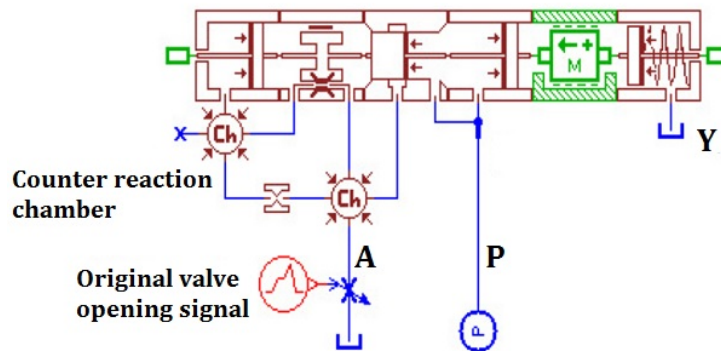 M
Ch
Y
Counter reaction
chamber
Ch
A
P
Original valve
opening signal
P